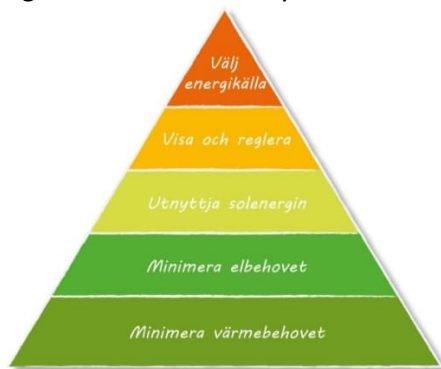 Välj
energikälla
Visa och reglera
Utnyttja solenergin
Minimera elbehovet
Minimera värmebehovet